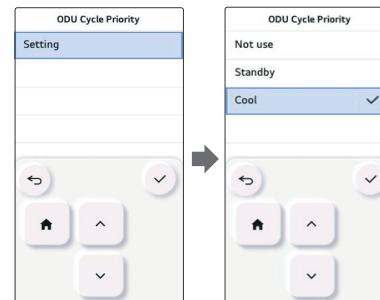 ODU Cycle Priority
Setting
ODU Cycle Priority
Not use
Standby
Cool